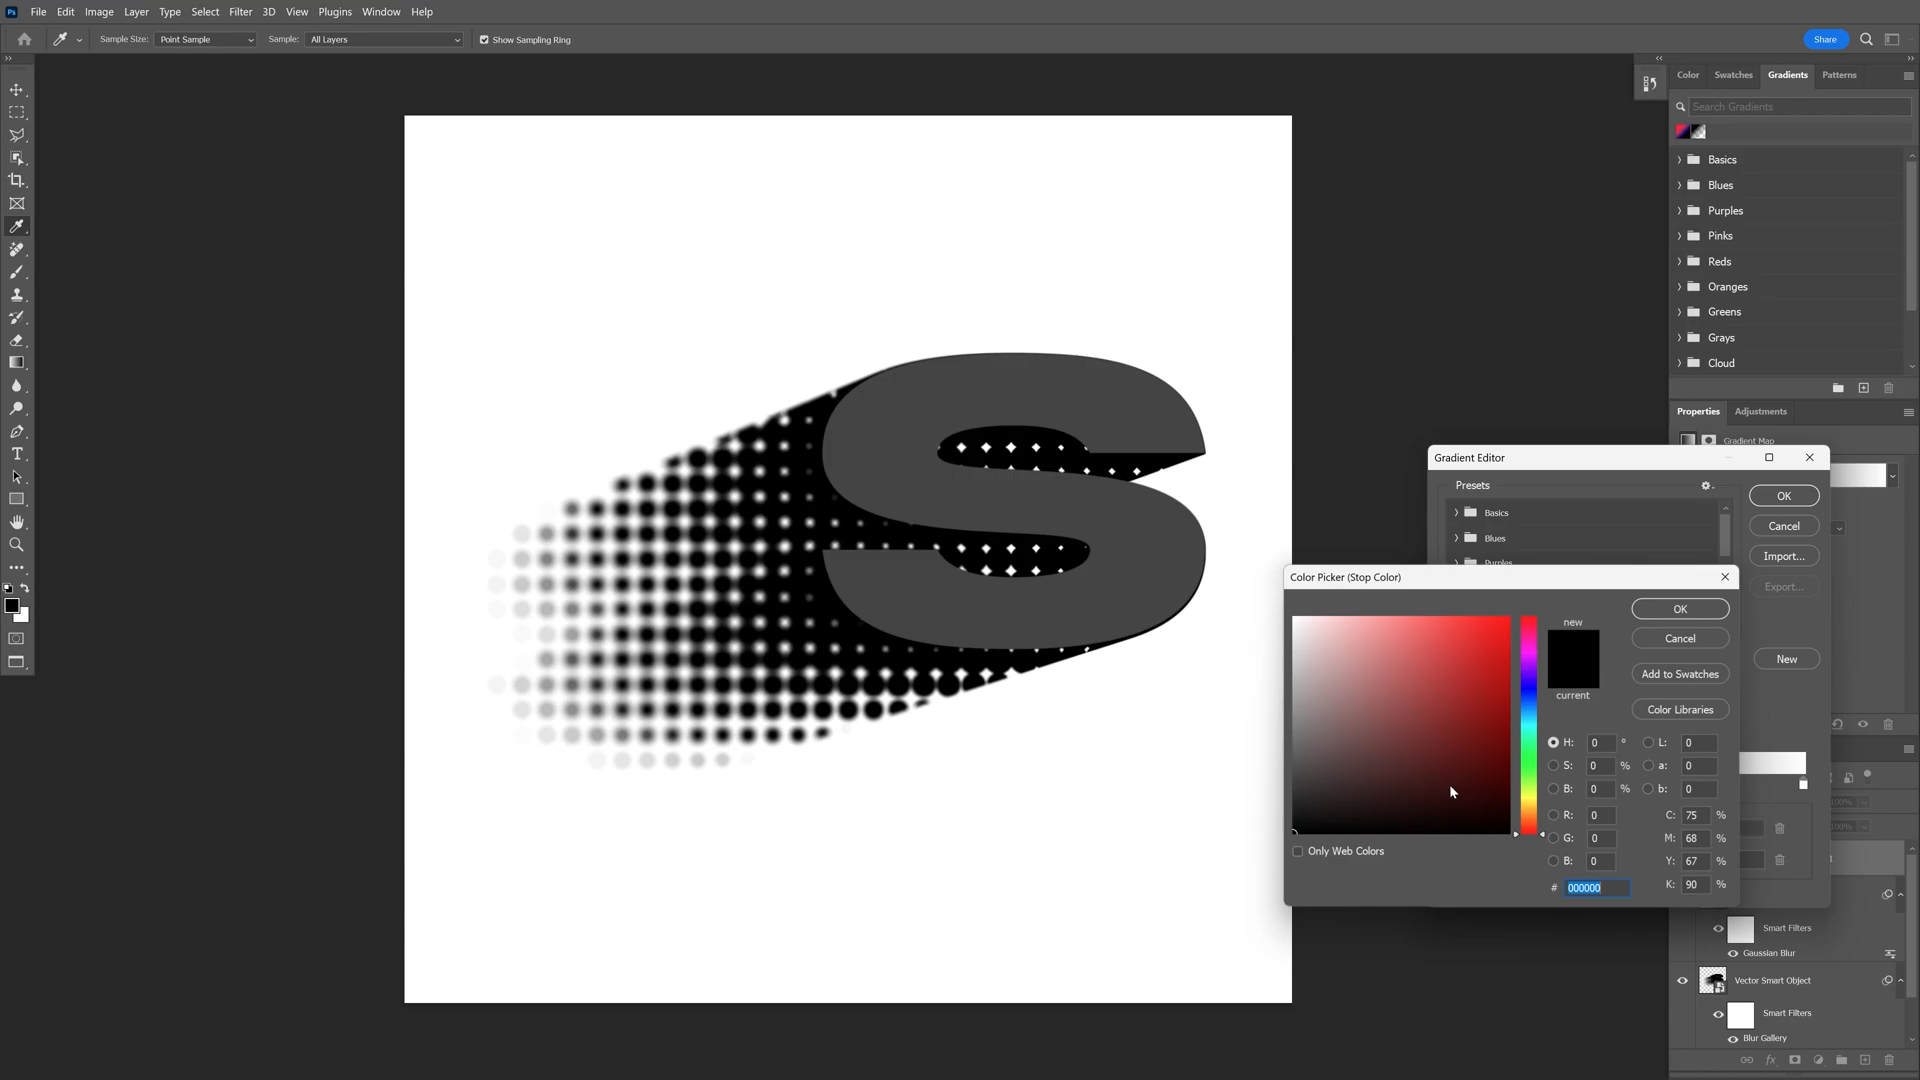 Ps File Edit Image Layer Type Select Filter 3D View Plugins Window Help
Sample Size: Point Sample Sample: All Layers Show Sampling Ring Share
Color Swatches Gradients Patterns
Search Gradients
Basics
Blues
Purples
Pinks
Reds
Oranges
Greens
Grays
Cloud
Properties Adjustments
Gradient Map
S
Gradient Editor
Presets
Basics
Blues
Purples
OK
Cancel
Import...
Export...
New
Color Picker (Stop Color)
new
current
OK
Cancel
Add to Swatches
Color Libraries
H: 0 ° L: 0
S: 0 % a: 0
B: 0 % b: 0
R: 0 C: 75 %
G: 0 M: 68 %
B: 0 Y: 67 %
# 000000 K: 90 %
Only Web Colors
100%
100%
Smart Filters
Gaussian Blur
Vector Smart Object
Smart Filters
Blur Gallery
fx